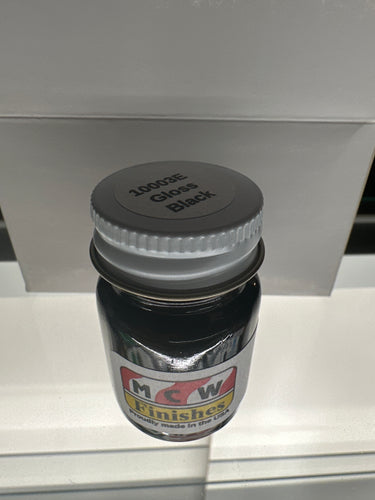 10003E
Gloss
Black
MCW
Finishes
Proudly made in the USA